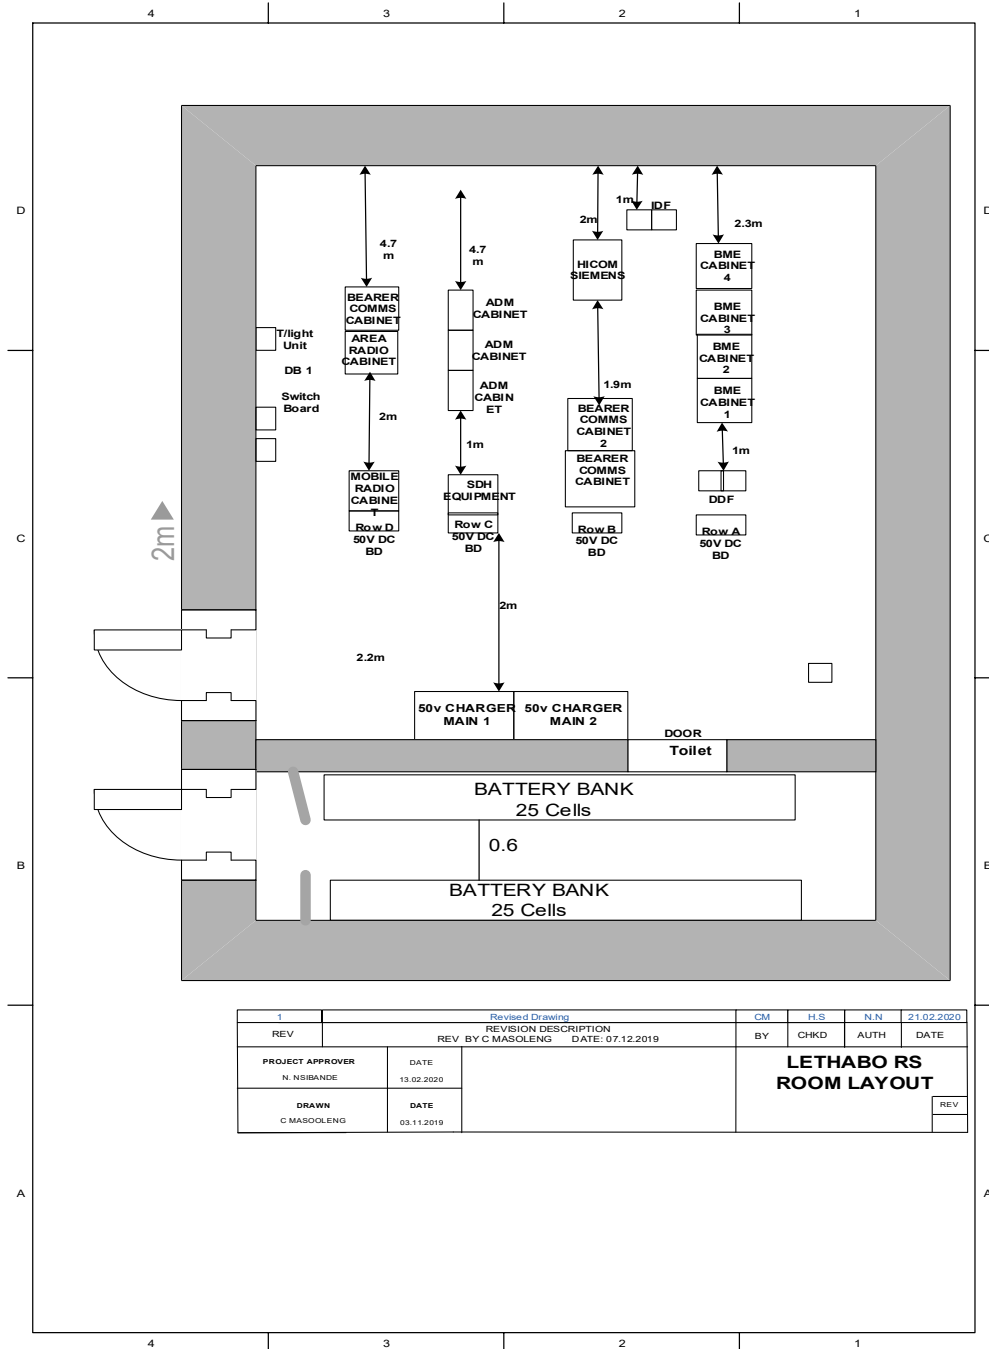 4 3 2 1
D
D
4.7
m
4.7
m
2m
1m
IDF
2.3m
HICOM
SIEMENS
BME
CABINET
4
BEARER
COMMS
CABINET
ADM
CABINET
BME
CABINET
3
T/light
Unit
AREA
RADIO
CABINET
ADM
CABINET
BME
CABINET
2
DB 1
Switch
Board
ADM
CABIN
ET
1.9m
BME
CABINET
1
2m
1m
BEARER
COMMS
CABINET
2
1m
BEARER
COMMS
CABINET
MOBILE
RADIO
CABINE
T
SDH
EQUIPMENT
DDF
Row D
50V DC
BD
Row C
50V DC
BD
Row B
50V DC
BD
Row A
50V DC
BD
2m
C
C
2m
2.2m
50v CHARGER
MAIN 1
50v CHARGER
MAIN 2
DOOR
Toilet
BATTERY BANK
25 Cells
0.6
B
B
BATTERY BANK
25 Cells
1 Revised Drawing CM H.S N.N 21.02.2020
REV REVISION DESCRIPTION BY CHKD AUTH DATE
REV BY C MASOLENG DATE: 07.12.2019
PROJECT APPROVER DATE
N. NSIBANDE 13.02.2020
LETHABO RS
ROOM LAYOUT
DRAWN DATE
C MASOOLENG 03.11.2019
REV
A
A
4 3 2 1